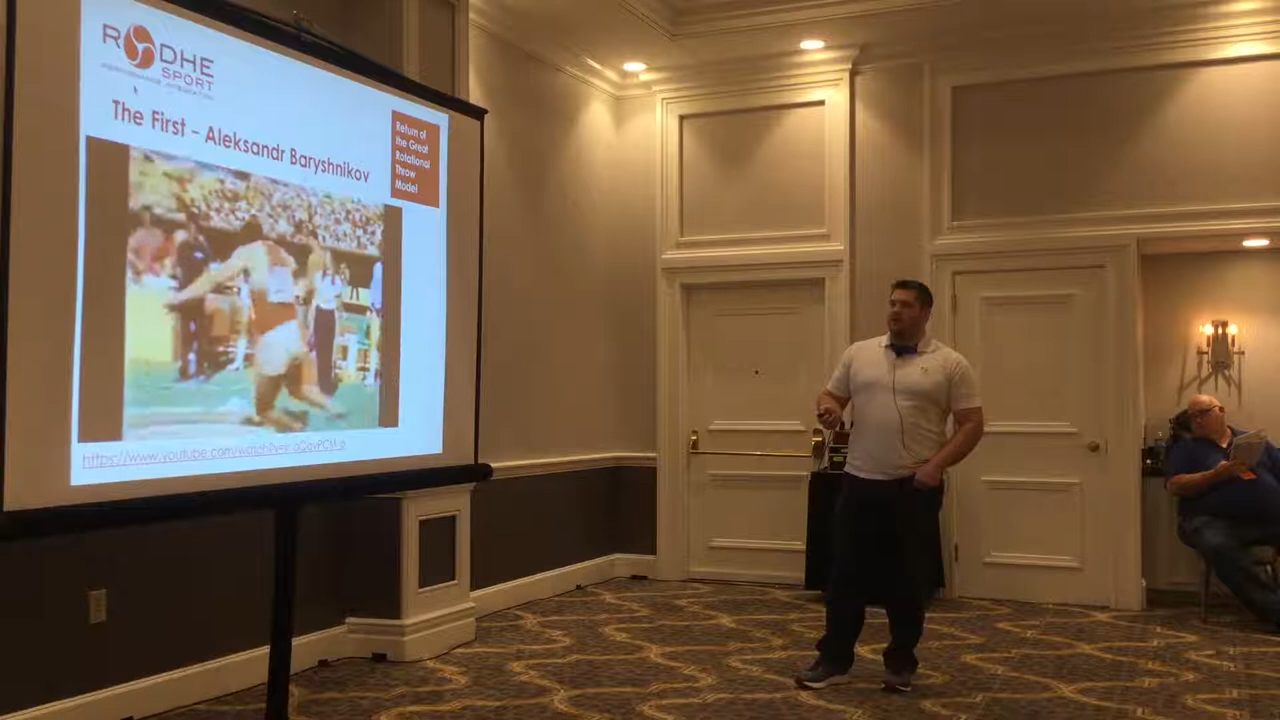 RODHE
SPORT
The First – Aleksandr Baryshnikov
Return of
the Great
Rotational
Throw
Model